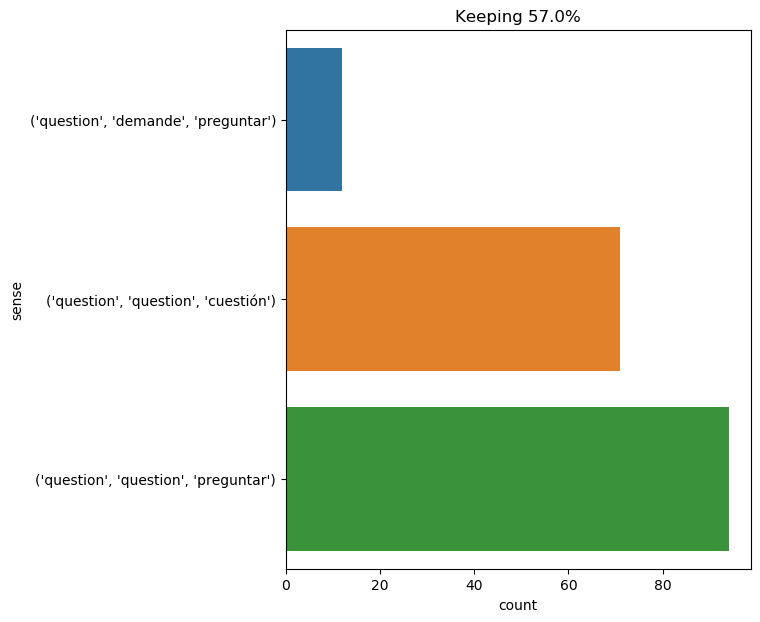 Keeping 57.0%
('question', 'demande', 'preguntar')
('question', 'question', 'cuestión')
('question', 'question', 'preguntar')
sense
0 20 40 60 80
count